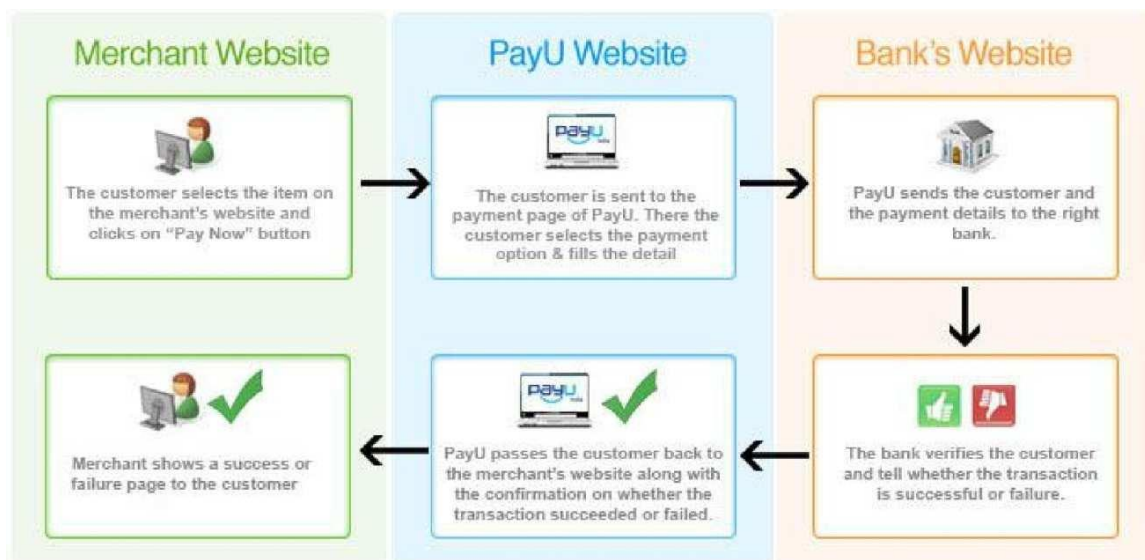 Merchant Website
PayU Website
Bank's Website
The customer selects the item on
the merchant's website and
clicks on “Pay Now” button
payU
india
The customer is sent to the
payment page of PayU. There the
customer selects the payment
option & fills the detail
PayU sends the customer and
the payment details to the right
bank.
Merchant shows a success or
failure page to the customer
payU
india
PayU passes the customer back to
the merchant's website along with
the confirmation on whether the
transaction succeeded or failed.
The bank verifies the customer
and tell whether the transaction
is successful or failure.